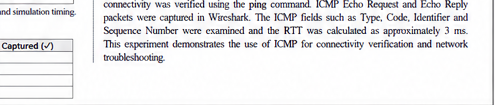 connectivity was verified using the ping command. ICMP Echo Request and Echo Reply
packets were captured in Wireshark. The ICMP fields such as Type, Code, Identifier and
Sequence Number were examined and the RTT was calculated as approximately 3 ms.
This experiment demonstrates the use of ICMP for connectivity verification and network
troubleshooting.
and simulation timing.
Captured (✓)